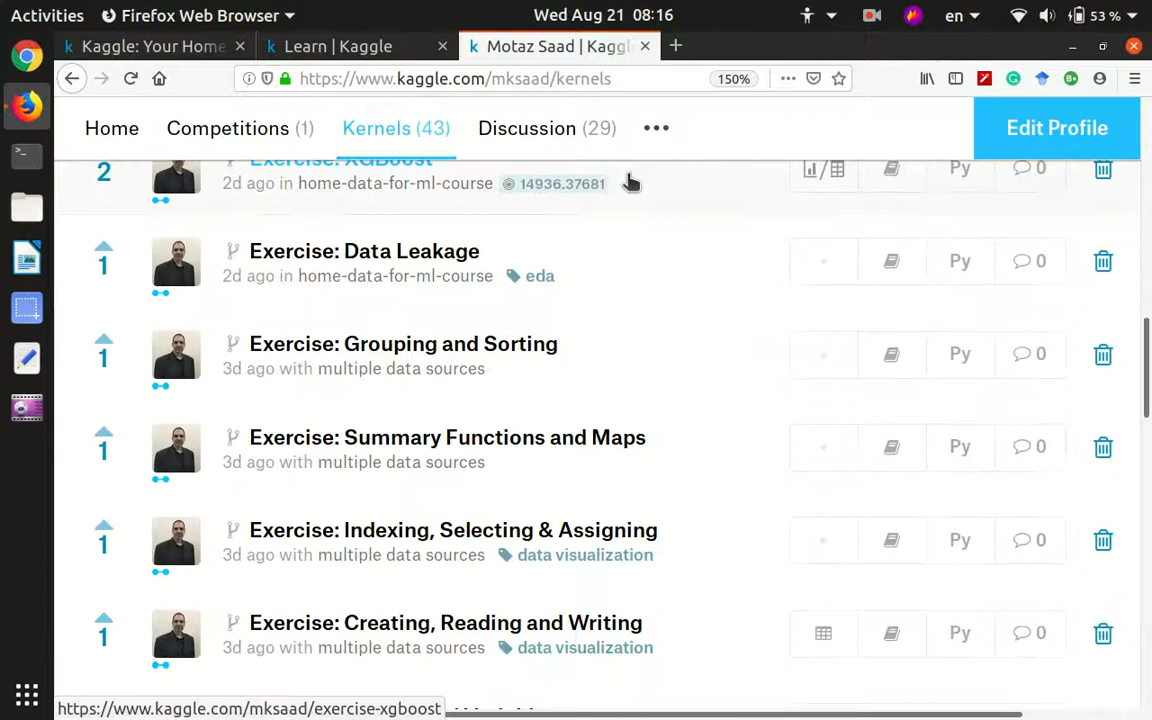 Activities Firefox Web Browser Wed Aug 21 08:16 en 53 %
Kaggle: Your Home Learn | Kaggle Motaz Saad | Kaggle
https://www.kaggle.com/mksaad/kernels 150%
Home Competitions (1) Kernels (43) Discussion (29) Edit Profile
2 Exercise: XGBoost
2d ago in home-data-for-ml-course 14936.37681 Py 0
Exercise: Data Leakage
1 2d ago in home-data-for-ml-course eda Py 0
Exercise: Grouping and Sorting
1 3d ago with multiple data sources Py 0
Exercise: Summary Functions and Maps
1 3d ago with multiple data sources Py 0
Exercise: Indexing, Selecting & Assigning
1 3d ago with multiple data sources data visualization Py 0
Exercise: Creating, Reading and Writing
1 3d ago with multiple data sources data visualization Py 0
https://www.kaggle.com/mksaad/exercise-xgboost